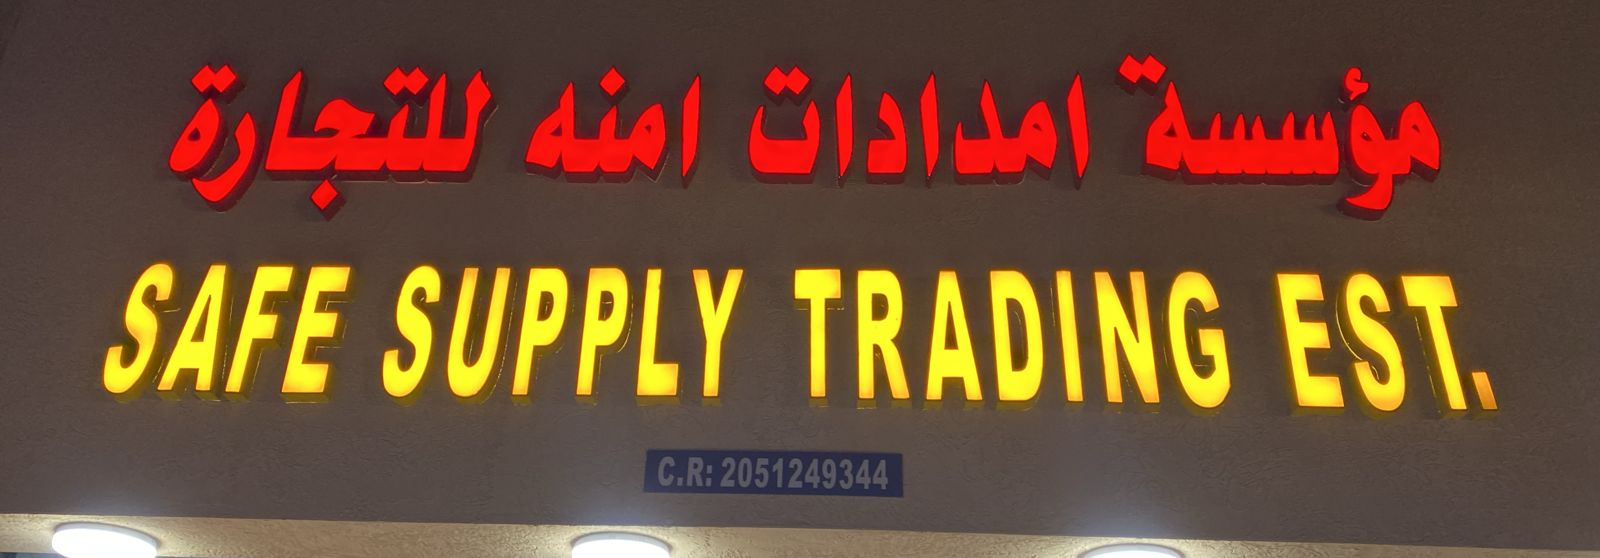 مؤسسة امدادات امنه للتجارة
SAFE SUPPLY TRADING EST.
C.R: 2051249344